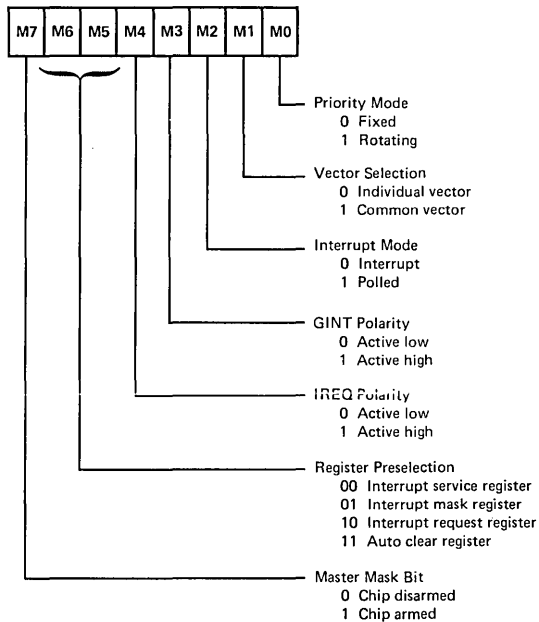 M7 M6 M5 M4 M3 M2 M1 M0
Priority Mode
0 Fixed
1 Rotating
Vector Selection
0 Individual vector
1 Common vector
Interrupt Mode
0 Interrupt
1 Polled
GINT Polarity
0 Active low
1 Active high
IREQ Polarity
0 Active low
1 Active high
Register Preselection
00 Interrupt service register
01 Interrupt mask register
10 Interrupt request register
11 Auto clear register
Master Mask Bit
0 Chip disarmed
1 Chip armed